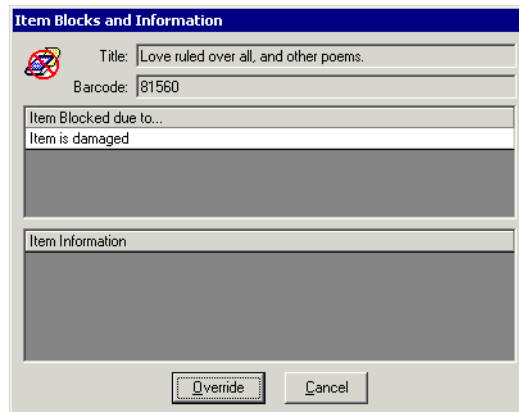 Item Blocks and Information
Title: Love ruled over all, and other poems.
Barcode: 81560
Item Blocked due to...
Item is damaged
Item Information
Override Cancel